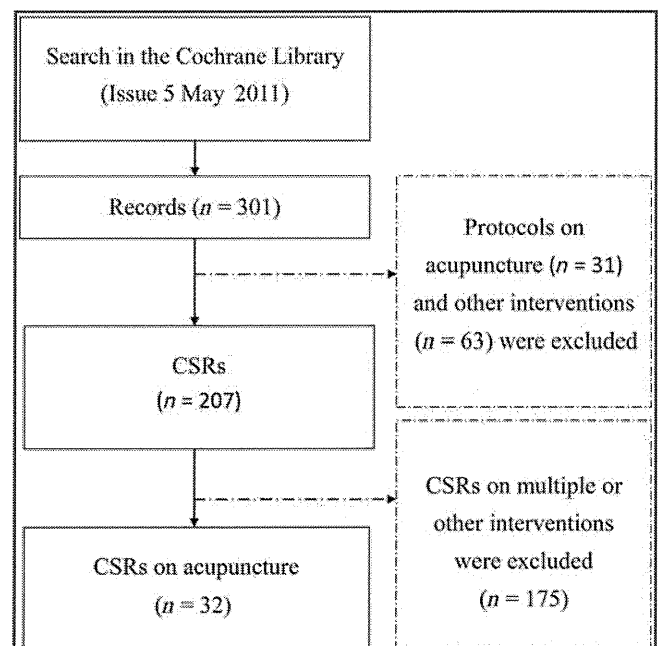 Search in the Cochrane Library
(Issue 5 May 2011)
Records (n = 301)
Protocols on
acupuncture (n = 31)
and other interventions
(n = 63) were excluded
CSRs
(n = 207)
CSRs on multiple or
other interventions
were excluded
(n = 175)
CSRs on acupuncture
(n = 32)